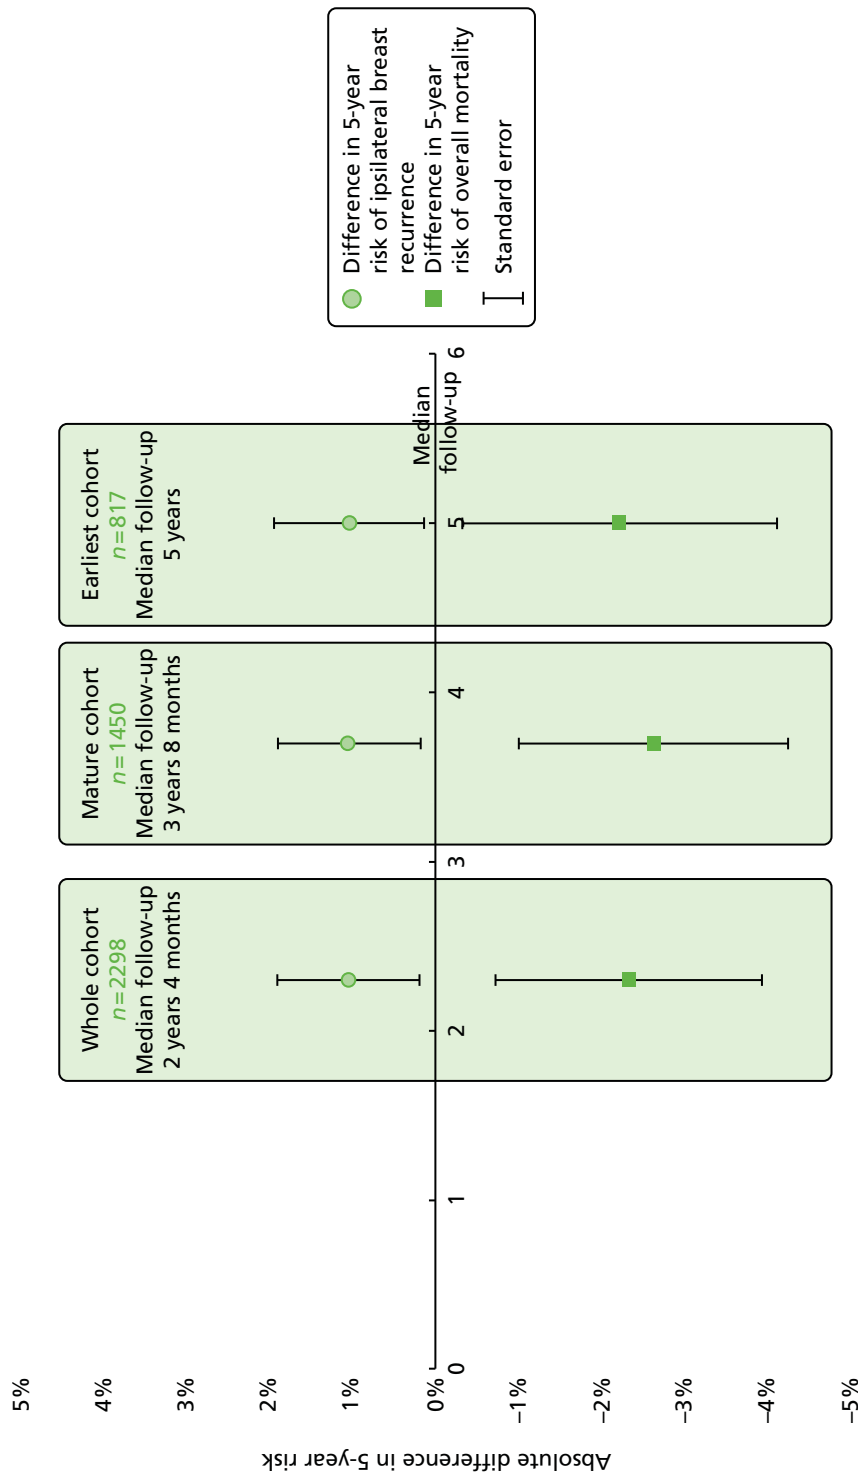 Absolute difference in 5-year risk
5%
4%
3%
2%
1%
0%
–1%
–2%
–3%
–4%
–5%
0
1
2
3
4
5
6
Median
follow-up
Whole cohort
n=2298
Median follow-up
2 years 4 months
Mature cohort
n=1450
Median follow-up
3 years 8 months
Earliest cohort
n=817
Median follow-up
5 years
Difference in 5-year
risk of ipsilateral breast
recurrence
Difference in 5-year
risk of overall mortality
Standard error